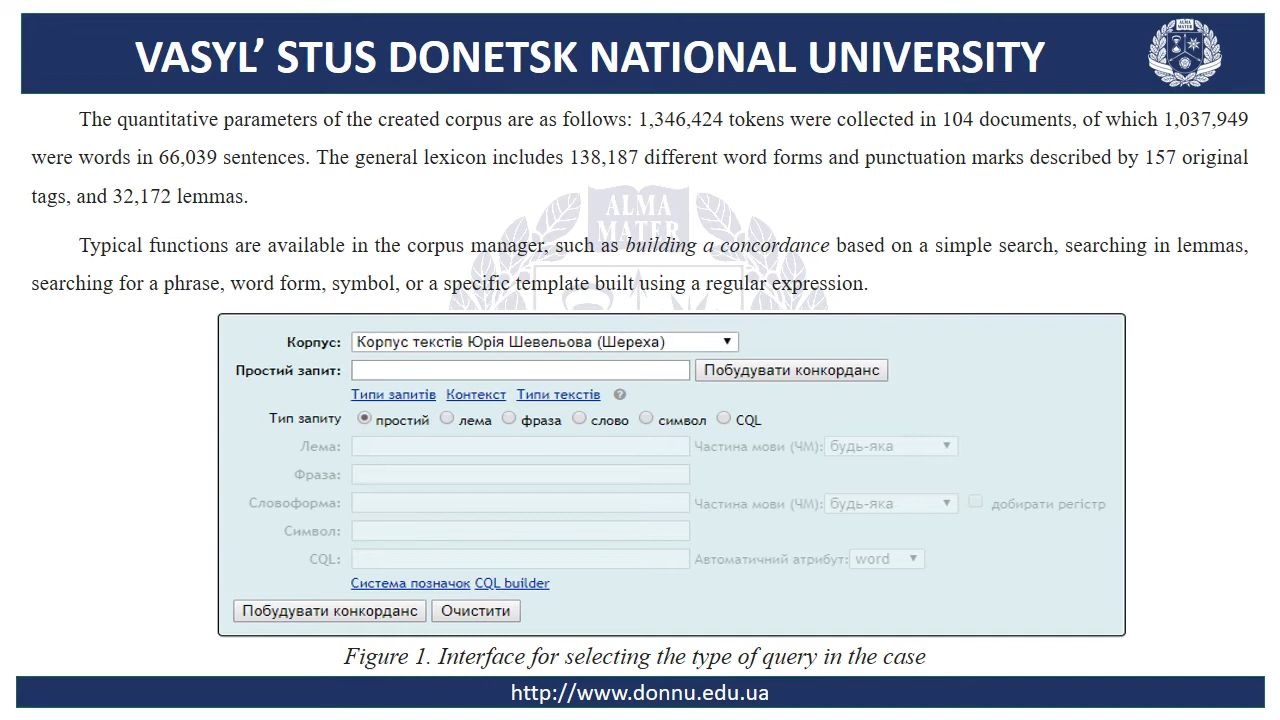 VASYL’ STUS DONETSK NATIONAL UNIVERSITY
ALMA MATER
The quantitative parameters of the created corpus are as follows: 1,346,424 tokens were collected in 104 documents, of which 1,037,949
were words in 66,039 sentences. The general lexicon includes 138,187 different word forms and punctuation marks described by 157 original
tags, and 32,172 lemmas.
ALMA
MATER
Typical functions are available in the corpus manager, such as building a concordance based on a simple search, searching in lemmas,
searching for a phrase, word form, symbol, or a specific template built using a regular expression.
Корпус: Корпус текстів Юрія Шевельова (Шереха)
Простий запит: Побудувати конкорданс
Типи запитів Контекст Типи текстів ?
Тип запиту простий лема фраза слово символ CQL
Лема: Частина мови (ЧМ): будь-яка
Фраза:
Словоформа: Частина мови (ЧМ): будь-яка добирати регістр
Символ:
CQL: Автоматичний атрибут: word
Система позначок CQL builder
Побудувати конкорданс Очистити
Figure 1. Interface for selecting the type of query in the case
http://www.donnu.edu.ua